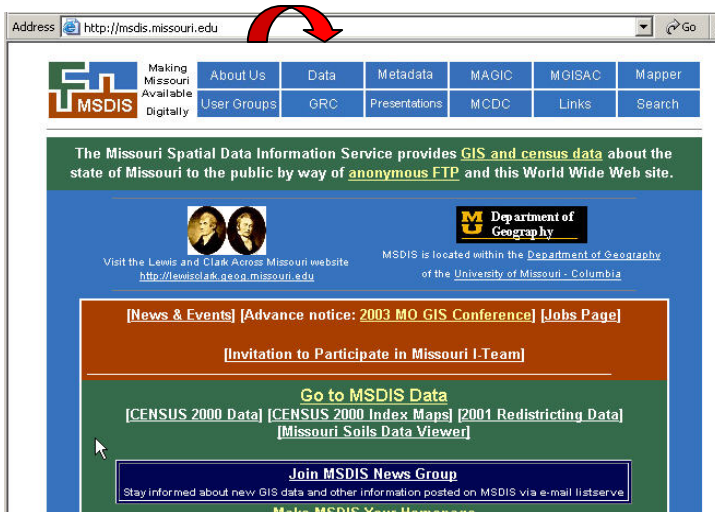 Address http://msdis.missouri.edu Go
MSDIS
Making
Missouri
Available
Digitally
About Us Data Metadata MAGIC MGISAC Mapper
User Groups GRC Presentations MCDC Links Search
The Missouri Spatial Data Information Service provides GIS and census data about the
state of Missouri to the public by way of anonymous FTP and this World Wide Web site.
Visit the Lewis and Clark Across Missouri website
http://lewisclark.geog.missouri.edu
MU Department of
Geography
MSDIS is located within the Department of Geography
of the University of Missouri - Columbia
[News & Events] [Advance notice: 2003 MO GIS Conference] [Jobs Page]
[Invitation to Participate in Missouri I-Team]
Go to MSDIS Data
[CENSUS 2000 Data] [CENSUS 2000 Index Maps] [2001 Redistricting Data]
[Missouri Soils Data Viewer]
Join MSDIS News Group
Stay informed about new GIS data and other information posted on MSDIS via e-mail listserve
Make MSDIS Your Homepage